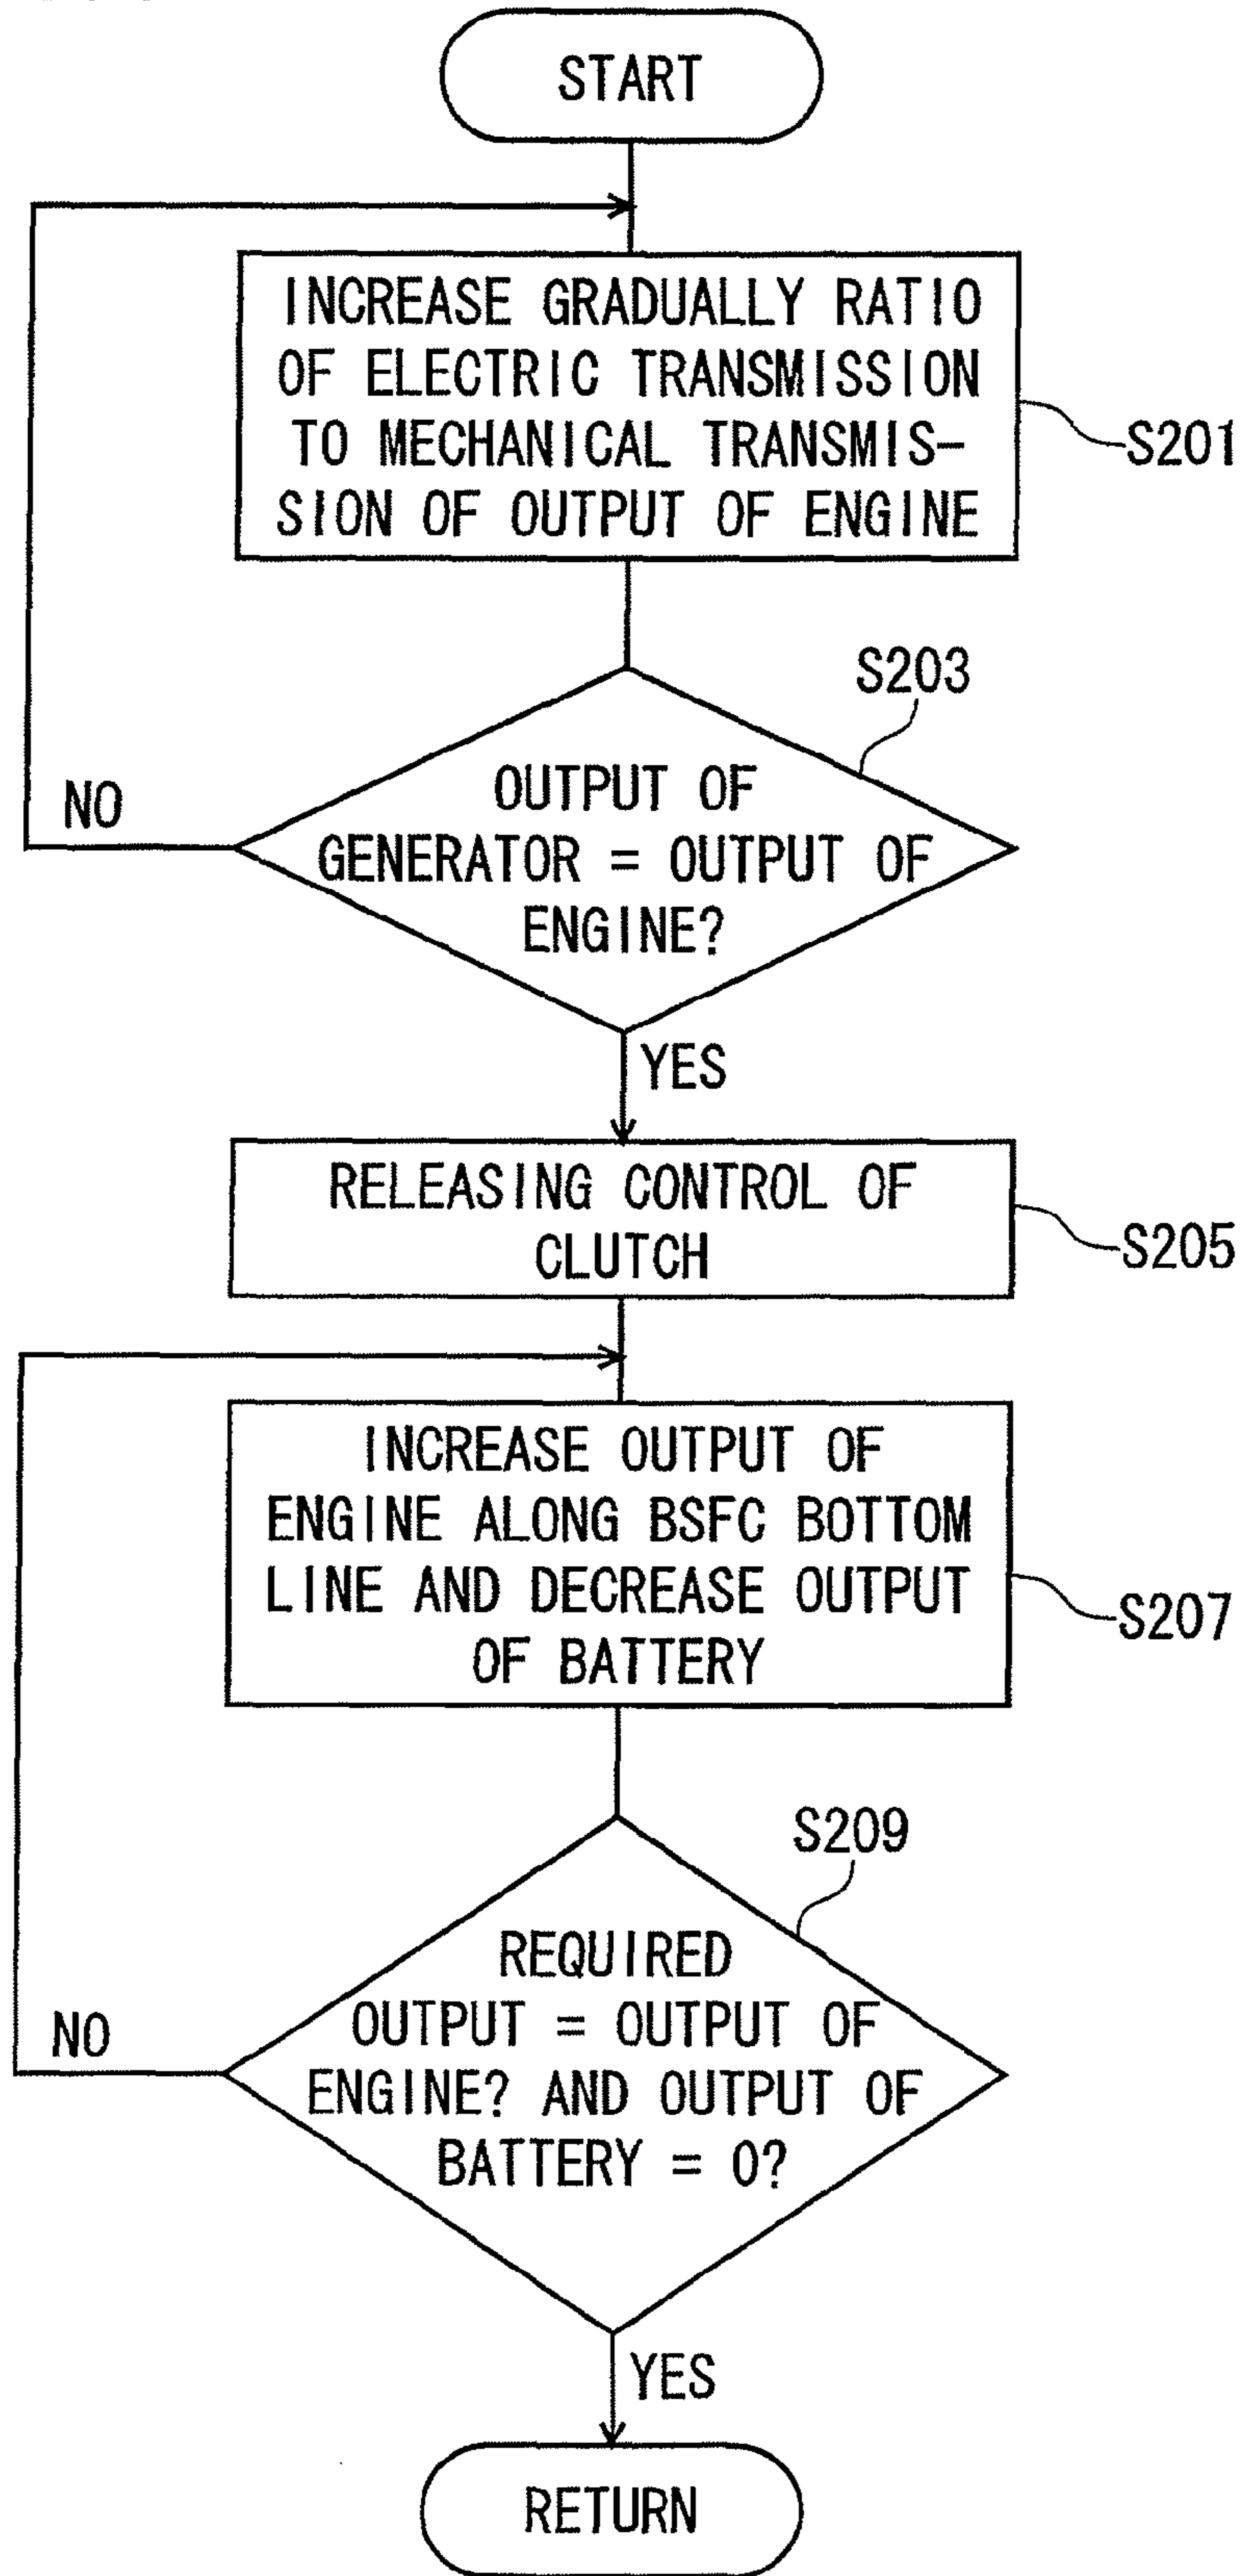 START
INCREASE GRADUALLY RATIO
OF ELECTRIC TRANSMISSION
TO MECHANICAL TRANSMIS-
SION OF OUTPUT OF ENGINE
S201
S203
OUTPUT OF
GENERATOR = OUTPUT OF
ENGINE?
NO
YES
RELEASING CONTROL OF
CLUTCH
S205
INCREASE OUTPUT OF
ENGINE ALONG BSFC BOTTOM
LINE AND DECREASE OUTPUT
OF BATTERY
S207
S209
REQUIRED
OUTPUT = OUTPUT OF
ENGINE? AND OUTPUT OF
BATTERY = 0?
NO
YES
RETURN